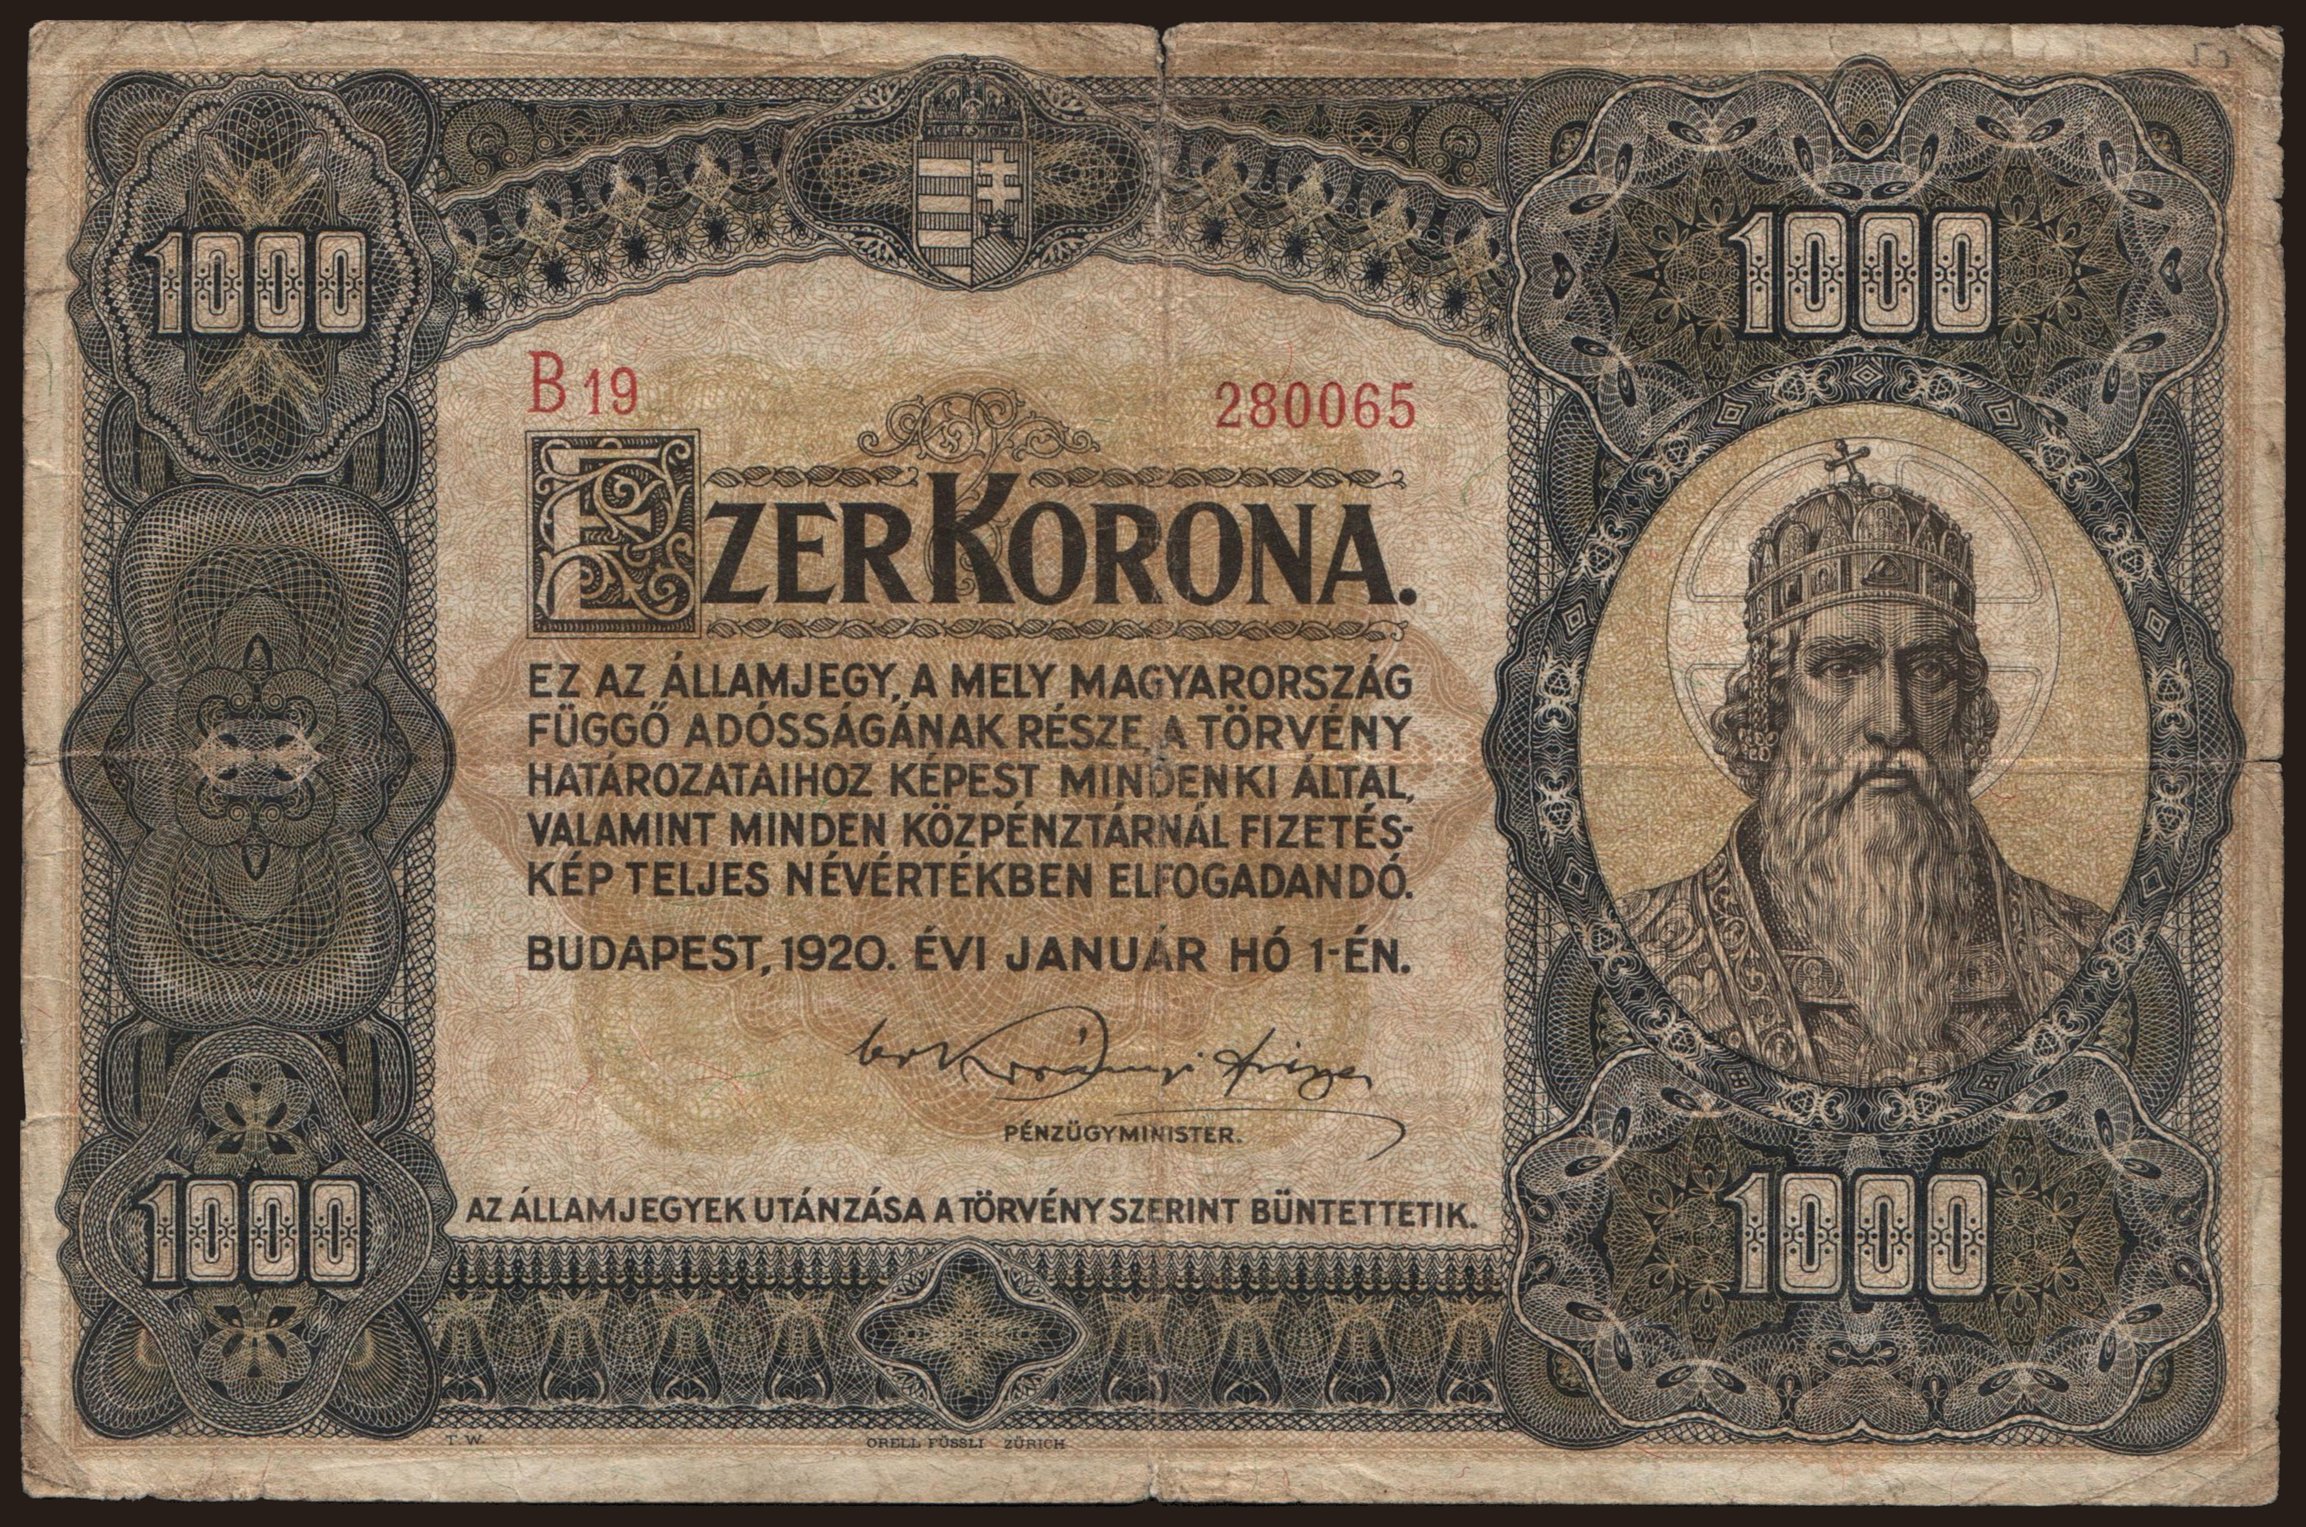 1000
1000
B 19
280065
EZER KORONA.
EZ AZ ÁLLAMJEGY, A MELY MAGYARORSZÁG
FÜGGŐ ADÓSSÁGÁNAK RÉSZE, A TÖRVÉNY
HATÁROZATAIHOZ KÉPEST MINDENKI ÁLTAL,
VALAMINT MINDEN KÖZPÉNZTÁRNÁL FIZETÉS-
KÉP TELJES NÉVÉRTÉKBEN ELFOGADANDÓ.
BUDAPEST, 1920. ÉVI JANUÁR HÓ 1-ÉN.
Korányi Frigyes
PÉNZÜGYMINISTER.
1000
1000
AZ ÁLLAMJEGYEK UTÁNZÁSA A TÖRVÉNY SZERINT BÜNTETTETIK.
T. W.
ORELL FÜSSLI ZÜRICH